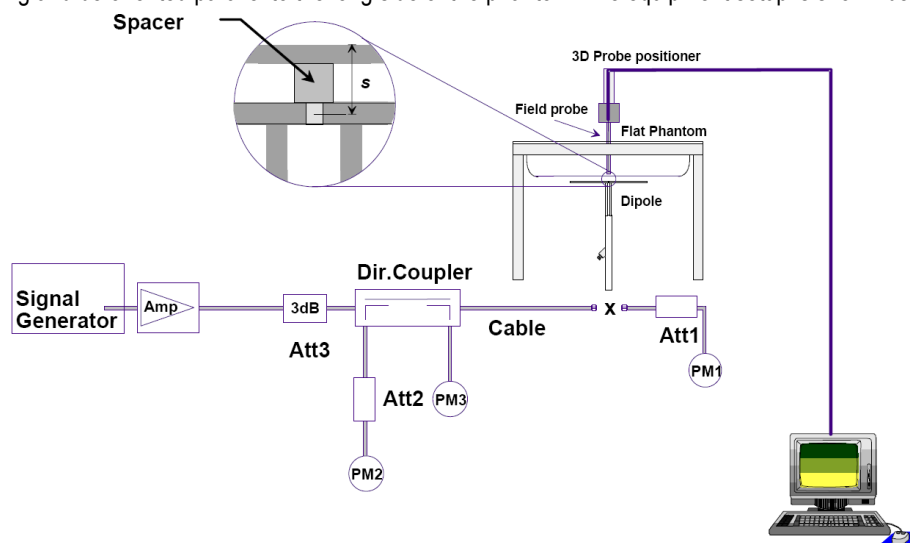 Spacer
s
3D Probe positioner
Field probe
Flat Phantom
Dipole
Signal
Generator
Amp
3dB
Att3
Dir.Coupler
Cable
x
Att1
PM1
Att2
PM3
PM2